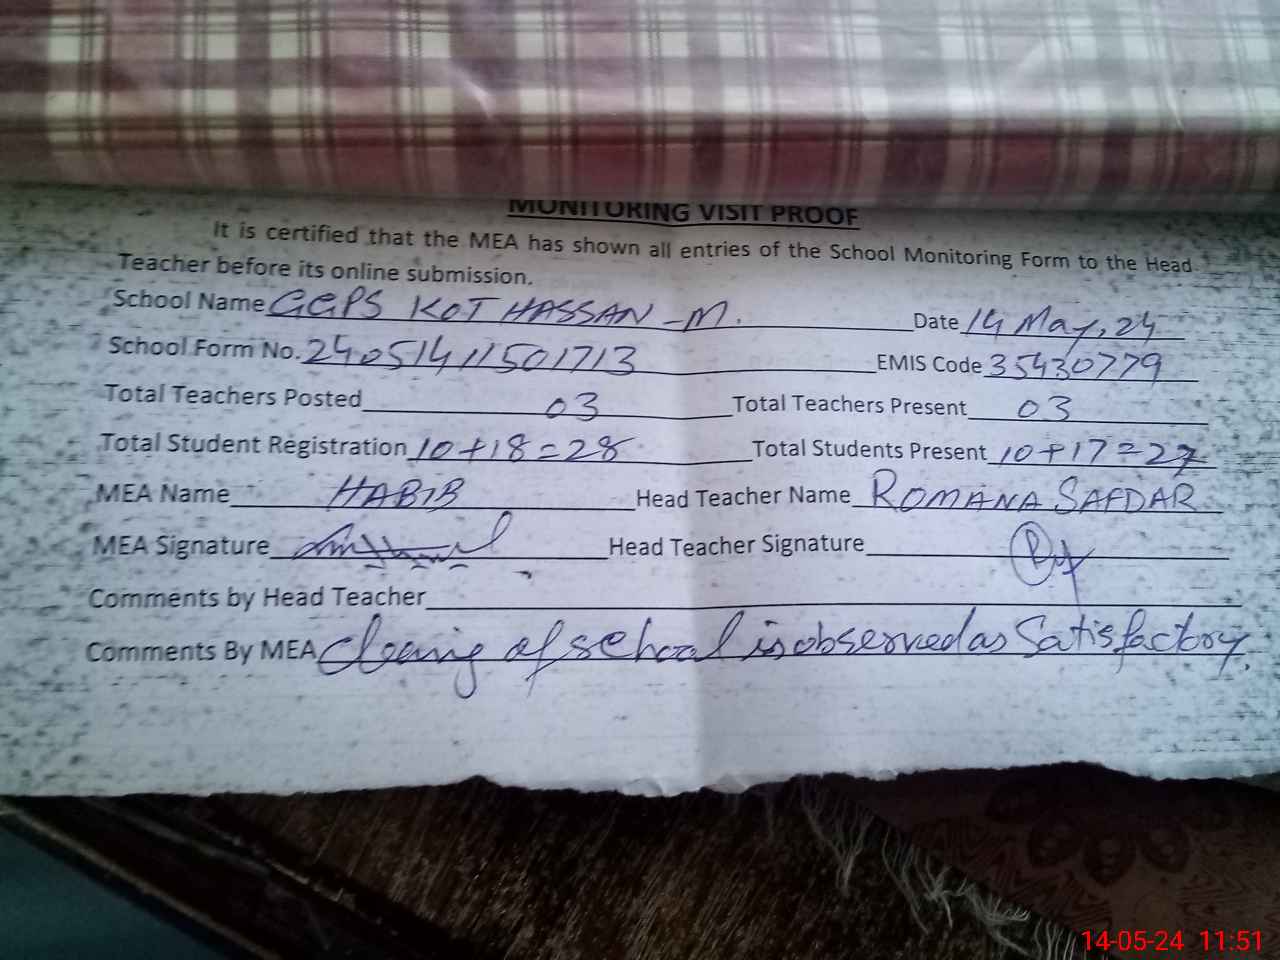 MONITORING VISIT PROOF
It is certified that the MEA has shown all entries of the School Monitoring Form to the Head
Teacher before its online submission.
School Name GGPS KOT HASSAN-M. Date 14 May, 24
School Form No. 24051411501713 EMIS Code 35430779
Total Teachers Posted 03 Total Teachers Present 03
Total Student Registration 10+18=28 Total Students Present 10+17=27
MEA Name HABIB Head Teacher Name ROMANA SAFDAR
MEA Signature Head Teacher Signature
Comments by Head Teacher
Comments By MEA Cleaning of school is observed as Satisfactory.
14-05-24 11:51